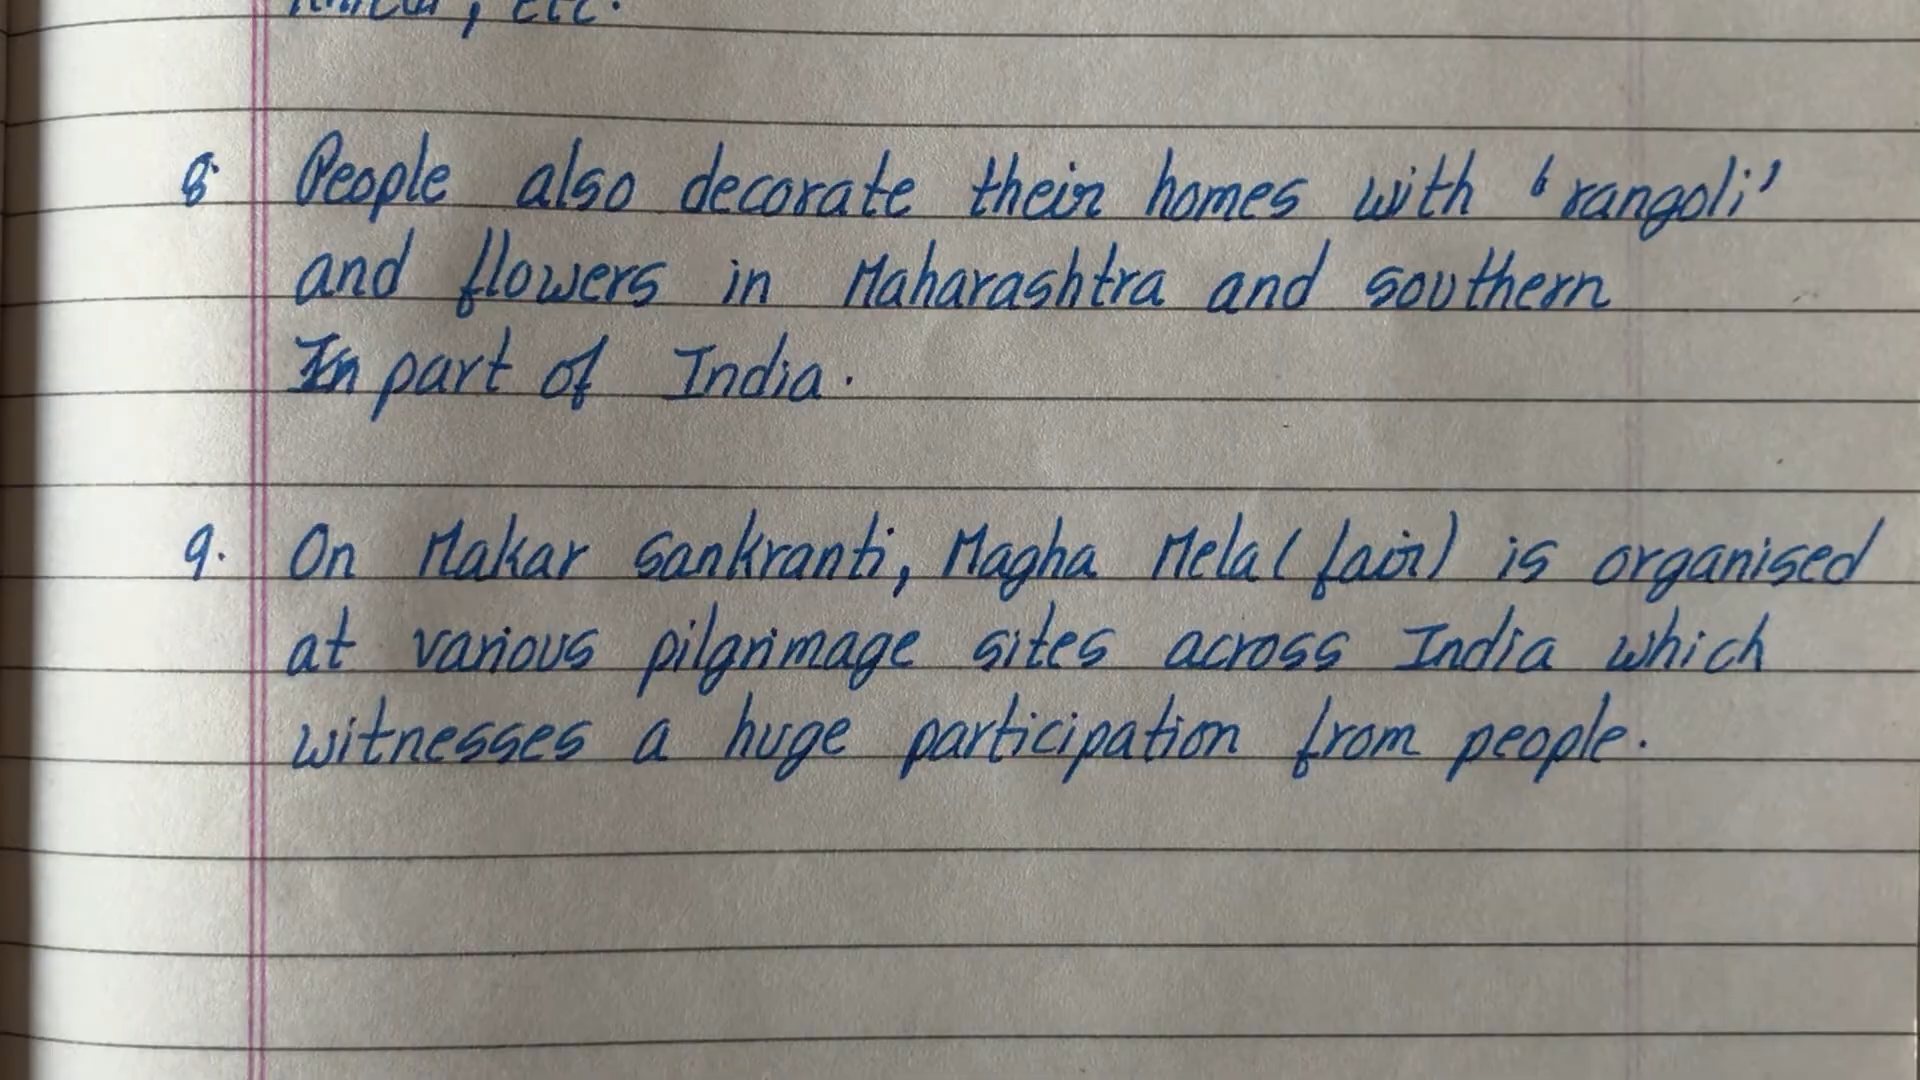 , etc.
8. People also decorate their homes with 'rangoli'
and flowers in Maharashtra and southern
part of India.
9. On Makar Sankranti, Magha Mela (fair) is organised
at various pilgrimage sites across India which
witnesses a huge participation from people.